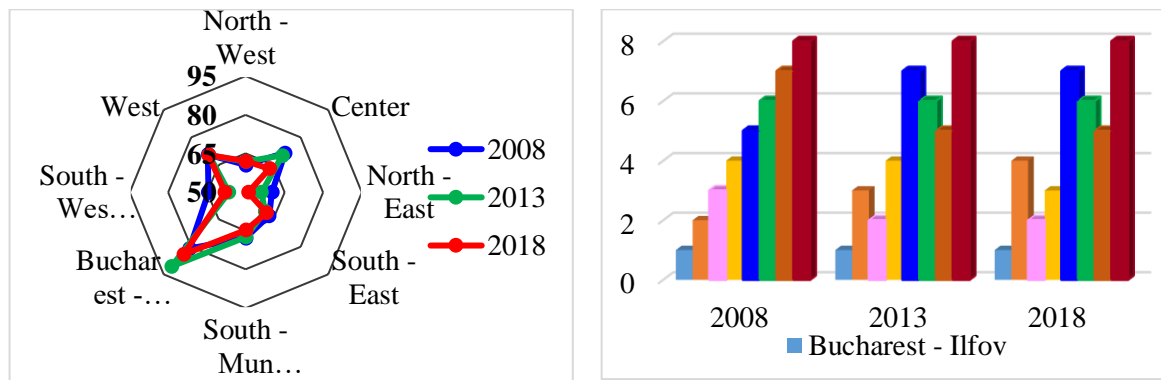 North -
West
Center
North -
East
South -
East
South -
Mun…
Buchar
est -…
South -
Wes…
West
95
80
65
50
2008
2013
2018
8
6
4
2
0
2008
2013
2018
Bucharest - Ilfov